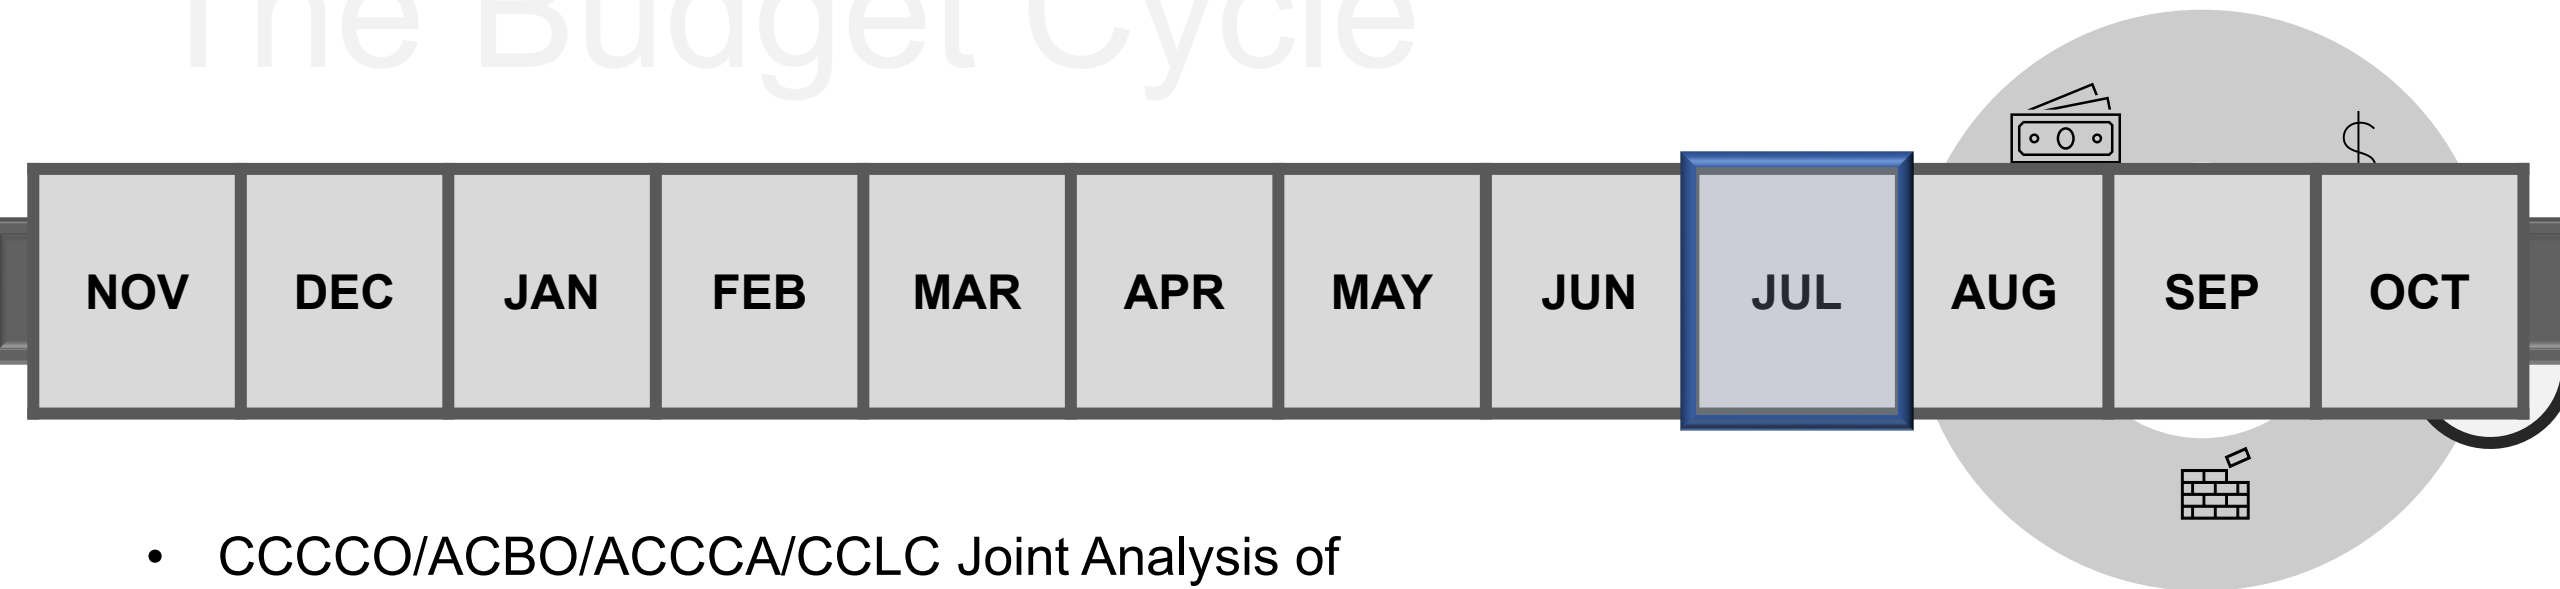 The Budget Cycle
NOV DEC JAN FEB MAR APR MAY JUN JUL AUG SEP OCT
• CCCCO/ACBO/ACCCA/CCLC Joint Analysis of